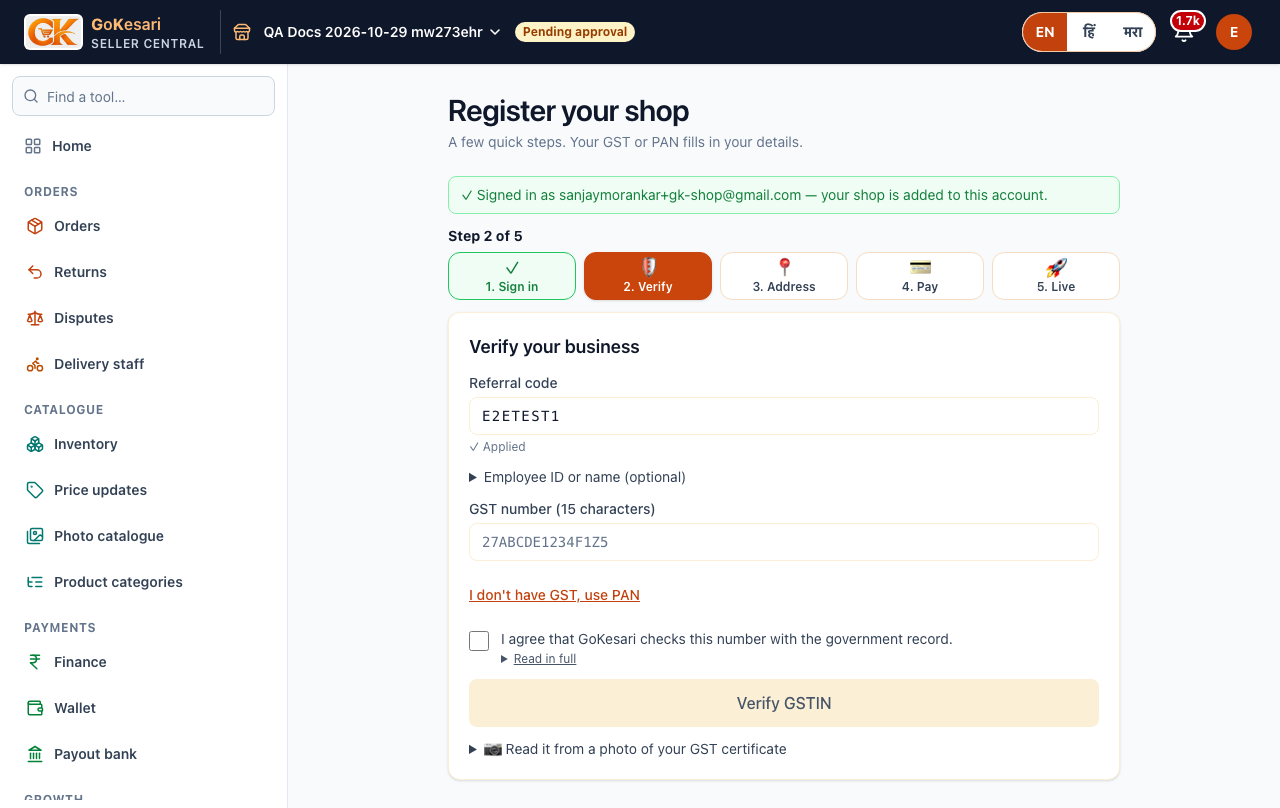 GK
GoKesari
SELLER CENTRAL
QA Docs 2026-10-29 mw273ehr
Pending approval
EN
हिं
मरा
1.7k
E
Find a tool...
Home
ORDERS
Orders
Returns
Disputes
Delivery staff
CATALOGUE
Inventory
Price updates
Photo catalogue
Product categories
PAYMENTS
Finance
Wallet
Payout bank
GROWTH
Register your shop
A few quick steps. Your GST or PAN fills in your details.
✓ Signed in as sanjaymorankar+gk-shop@gmail.com — your shop is added to this account.
Step 2 of 5
✓
1. Sign in
2. Verify
3. Address
4. Pay
5. Live
Verify your business
Referral code
E2ETEST1
✓ Applied
Employee ID or name (optional)
GST number (15 characters)
27ABCDE1234F1Z5
I don't have GST, use PAN
I agree that GoKesari checks this number with the government record.
Read in full
Verify GSTIN
Read it from a photo of your GST certificate